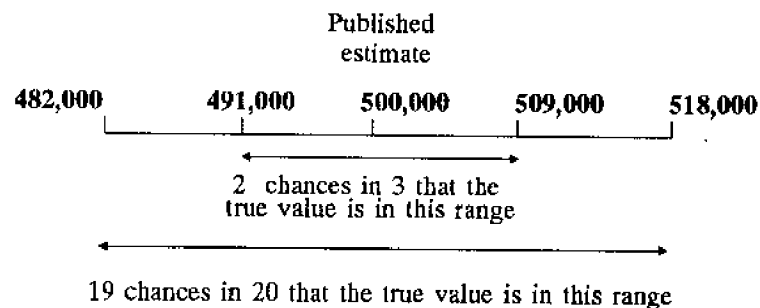 Published
estimate
482,000 491,000 500,000 509,000 518,000
2 chances in 3 that the
true value is in this range
19 chances in 20 that the true value is in this range